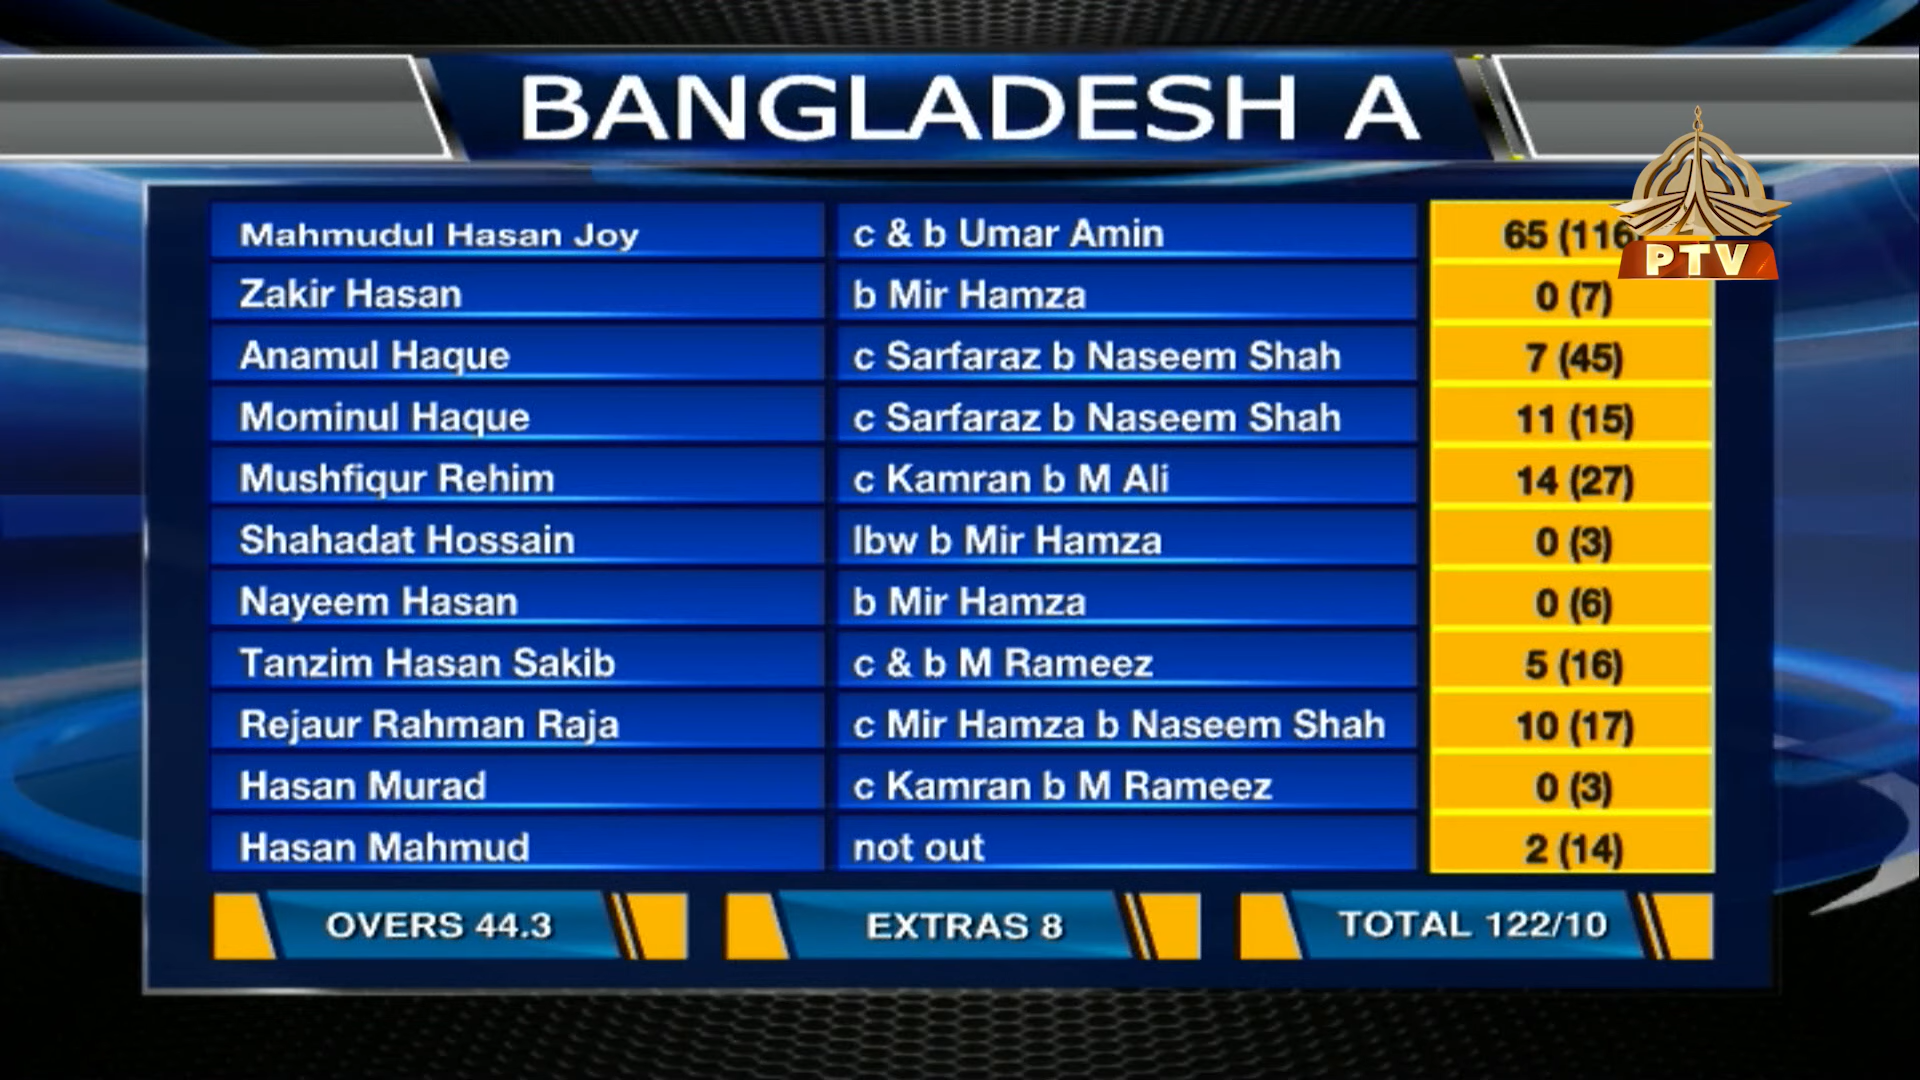 BANGLADESH A
PTV
Mahmudul Hasan Joy c & b Umar Amin 65 (116)
Zakir Hasan b Mir Hamza 0 (7)
Anamul Haque c Sarfaraz b Naseem Shah 7 (45)
Mominul Haque c Sarfaraz b Naseem Shah 11 (15)
Mushfiqur Rehim c Kamran b M Ali 14 (27)
Shahadat Hossain lbw b Mir Hamza 0 (3)
Nayeem Hasan b Mir Hamza 0 (6)
Tanzim Hasan Sakib c & b M Rameez 5 (16)
Rejaur Rahman Raja c Mir Hamza b Naseem Shah 10 (17)
Hasan Murad c Kamran b M Rameez 0 (3)
Hasan Mahmud not out 2 (14)
OVERS 44.3 EXTRAS 8 TOTAL 122/10